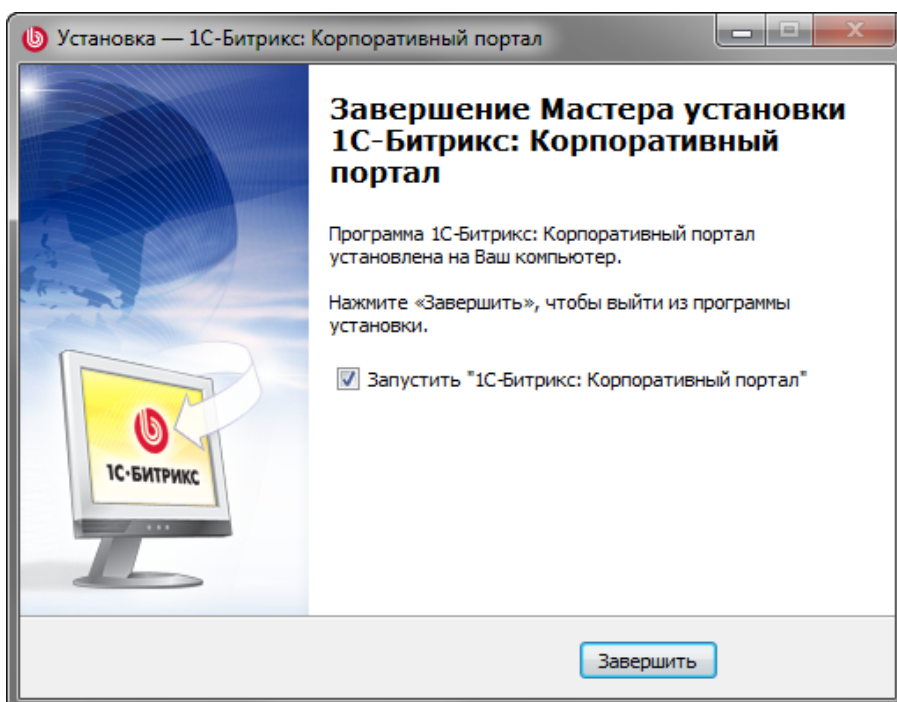 Установка — 1С-Битрикс: Корпоративный портал
Завершение Мастера установки
1С-Битрикс: Корпоративный
портал
Программа 1С-Битрикс: Корпоративный портал
установлена на Ваш компьютер.
Нажмите «Завершить», чтобы выйти из программы
установки.
Запустить "1С-Битрикс: Корпоративный портал"
1С·БИТРИКС
Завершить